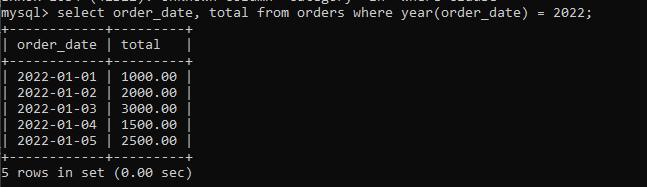 mysql> select order_date, total from orders where year(order_date) = 2022;
+------------+---------+
| order_date | total   |
+------------+---------+
| 2022-01-01 | 1000.00 |
| 2022-01-02 | 2000.00 |
| 2022-01-03 | 3000.00 |
| 2022-01-04 | 1500.00 |
| 2022-01-05 | 2500.00 |
+------------+---------+
5 rows in set (0.00 sec)